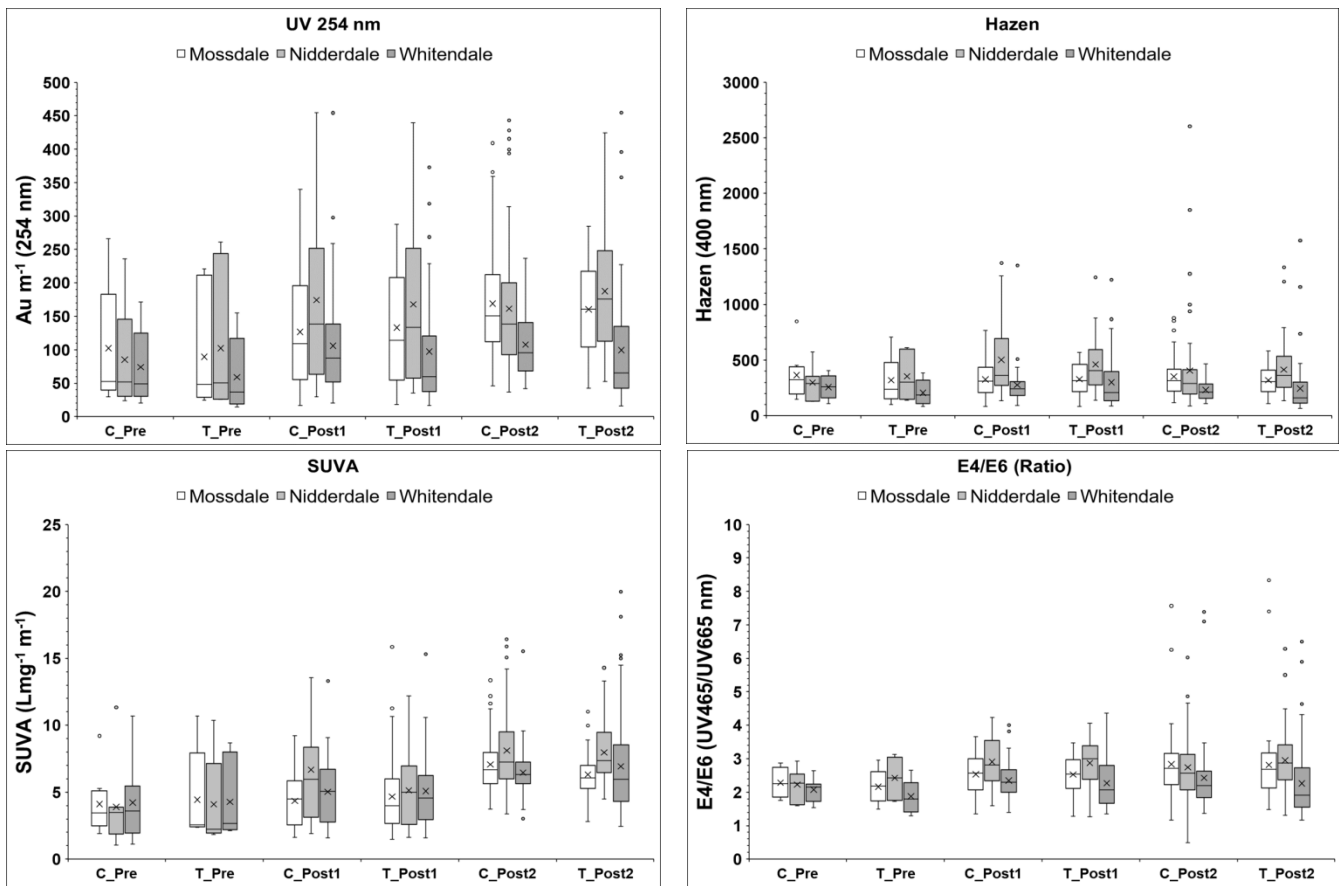 UV 254 nm
Mossdale Nidderdale Whitendale
Au m-1 (254 nm)
500
450
400
350
300
250
200
150
100
50
0
C_Pre T_Pre C_Post1 T_Post1 C_Post2 T_Post2
Hazen
Mossdale Nidderdale Whitendale
Hazen (400 nm)
3000
2500
2000
1500
1000
500
0
C_Pre T_Pre C_Post1 T_Post1 C_Post2 T_Post2
SUVA
Mossdale Nidderdale Whitendale
SUVA (Lmg-1 m-1)
25
20
15
10
5
0
C_Pre T_Pre C_Post1 T_Post1 C_Post2 T_Post2
E4/E6 (Ratio)
Mossdale Nidderdale Whitendale
E4/E6 (UV465/UV665 nm)
10
9
8
7
6
5
4
3
2
1
0
C_Pre T_Pre C_Post1 T_Post1 C_Post2 T_Post2